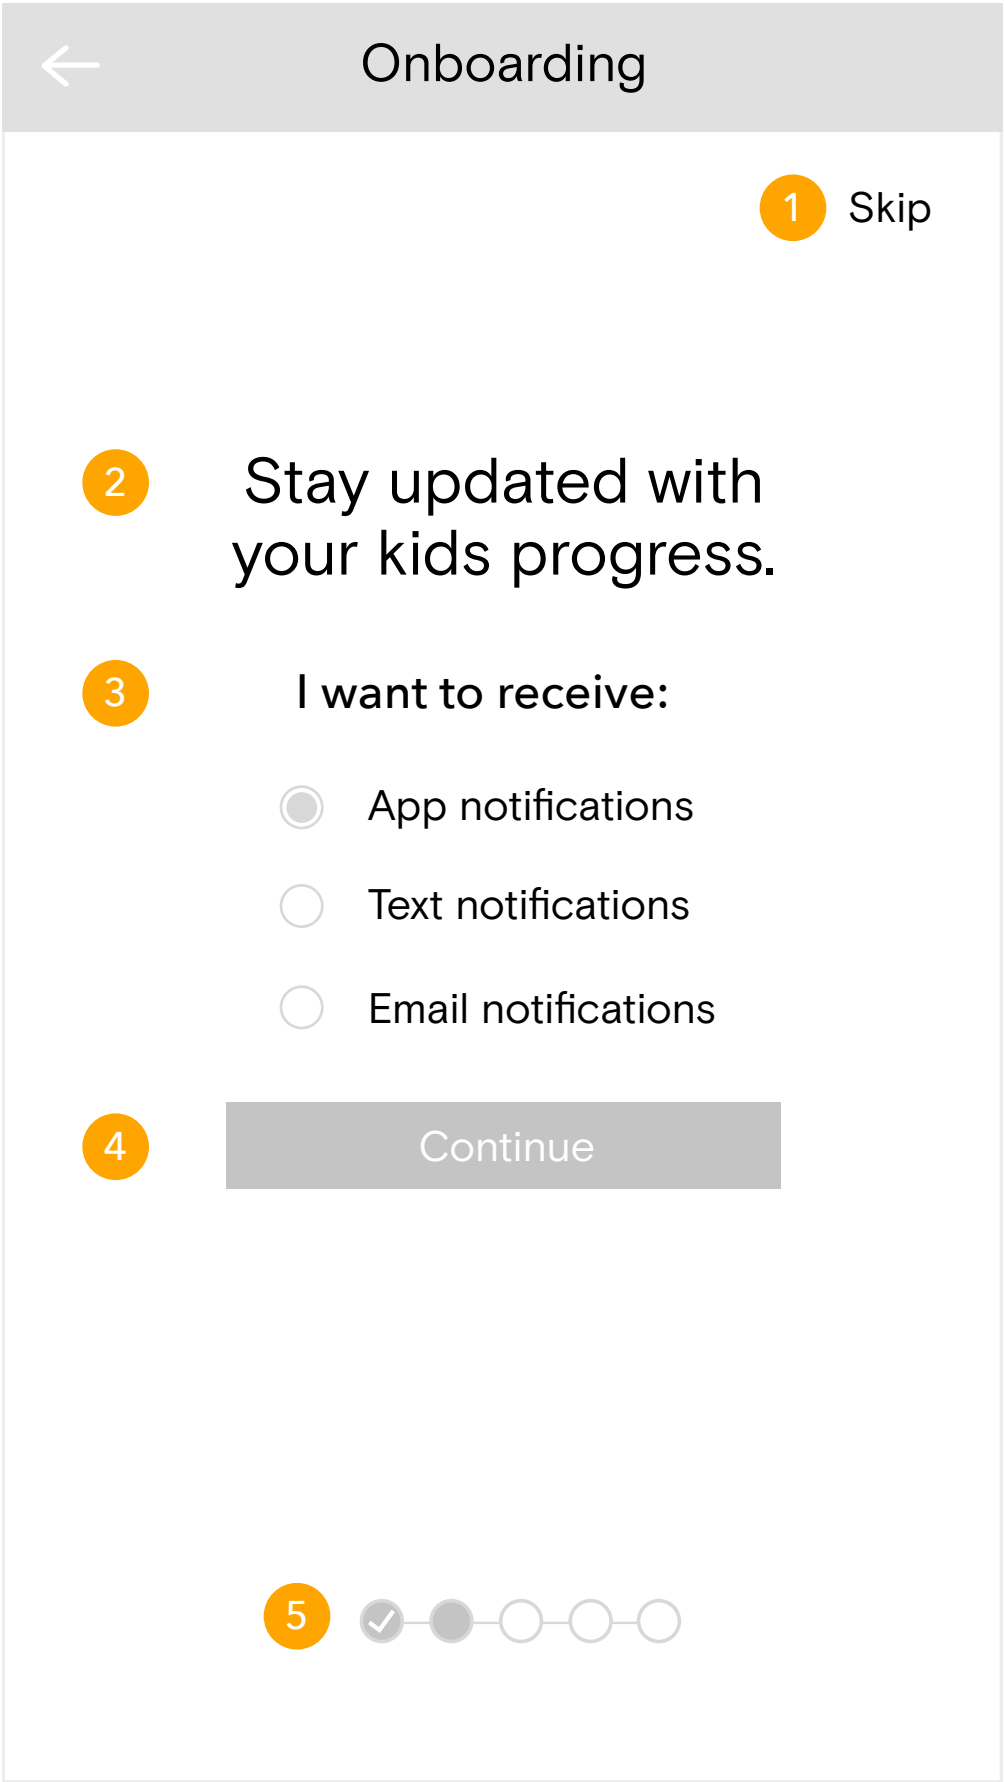 Onboarding
1 Skip
2 Stay updated with
your kids progress.
3 I want to receive:
App notifications
Text notifications
Email notifications
4 Continue
5